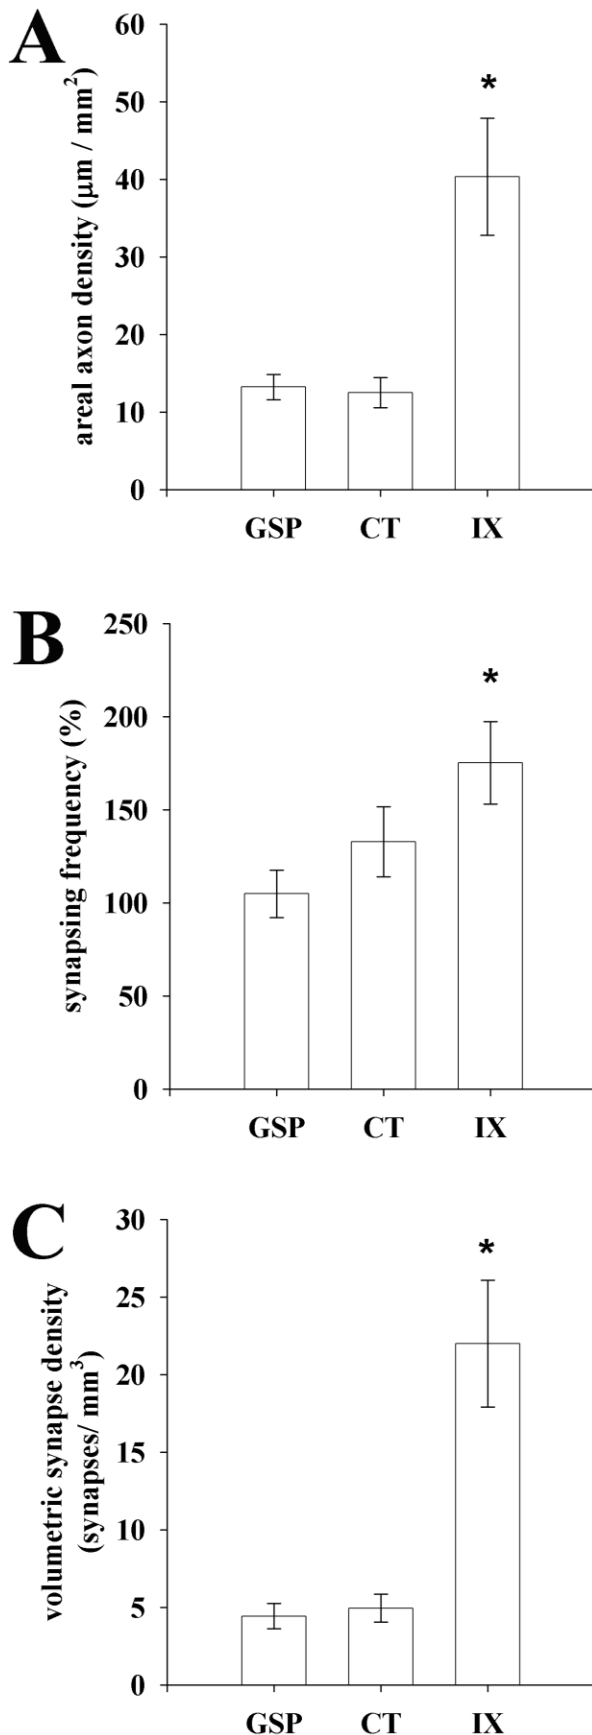 A
areal axon density (μm / mm²)
60
50
40
30
20
10
0
*
GSP CT IX
B
synapsing frequency (%)
250
200
150
100
50
0
*
GSP CT IX
C
volumetric synapse density
(synapses/ mm³)
30
25
20
15
10
5
0
*
GSP CT IX